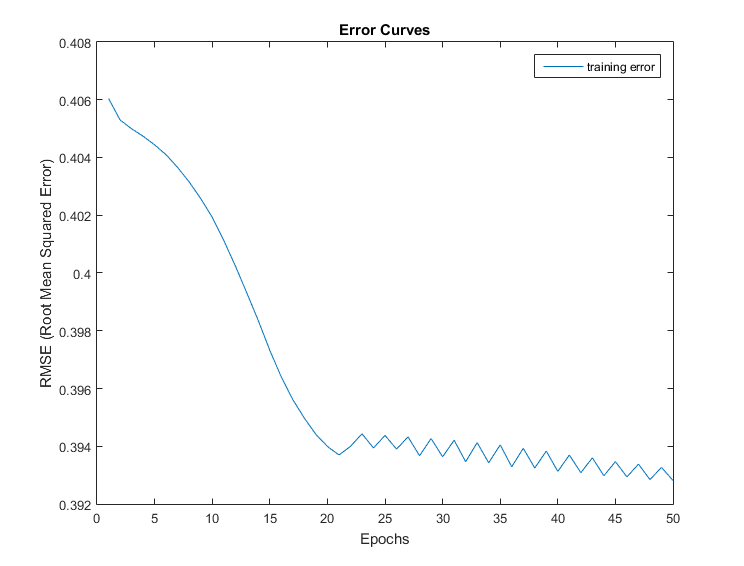 Error Curves
training error
RMSE (Root Mean Squared Error)
0.408
0.406
0.404
0.402
0.4
0.398
0.396
0.394
0.392
0 5 10 15 20 25 30 35 40 45 50
Epochs